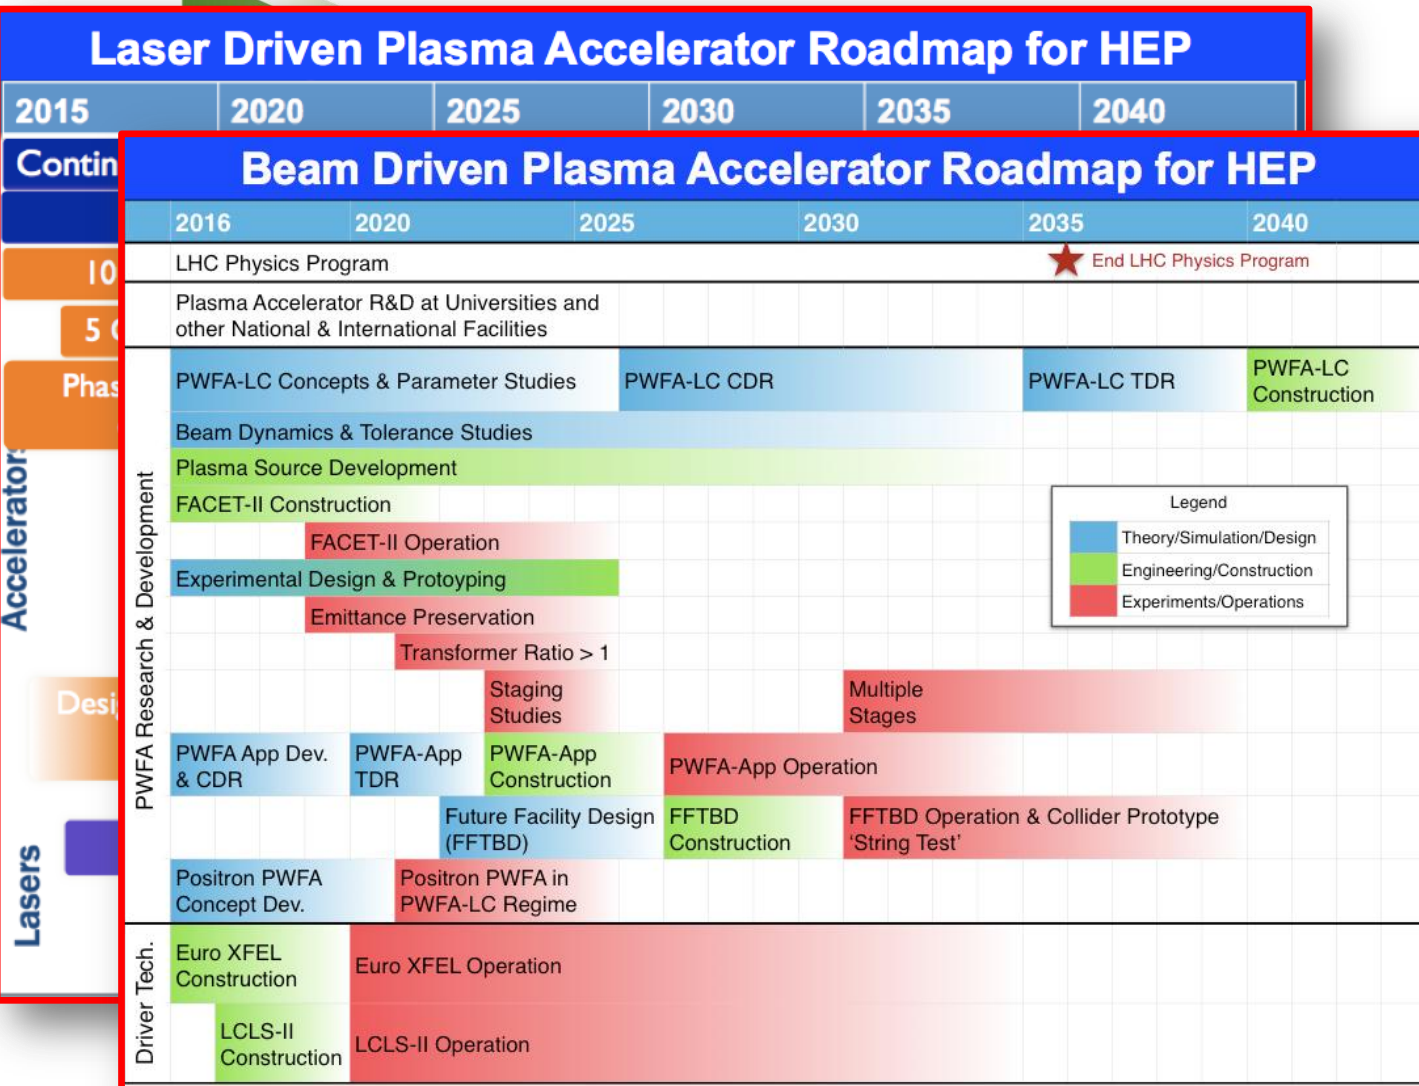 Laser Driven Plasma Accelerator Roadmap for HEP
2015 2020 2025 2030 2035 2040
Contin
10
5
Phas
Accelerators
Desi
Lasers
Beam Driven Plasma Accelerator Roadmap for HEP
2016 2020 2025 2030 2035 2040
LHC Physics Program
End LHC Physics Program
Plasma Accelerator R&D at Universities and
other National & International Facilities
PWFA Research & Development
PWFA-LC Concepts & Parameter Studies
PWFA-LC CDR
PWFA-LC TDR
PWFA-LC
Construction
Beam Dynamics & Tolerance Studies
Plasma Source Development
FACET-II Construction
FACET-II Operation
Experimental Design & Protoyping
Emittance Preservation
Transformer Ratio > 1
Staging
Studies
Multiple
Stages
PWFA App Dev.
& CDR
PWFA-App
TDR
PWFA-App
Construction
PWFA-App Operation
Future Facility Design
(FFTBD)
FFTBD
Construction
FFTBD Operation & Collider Prototype
‘String Test’
Positron PWFA
Concept Dev.
Positron PWFA in
PWFA-LC Regime
Legend
Theory/Simulation/Design
Engineering/Construction
Experiments/Operations
Driver Tech.
Euro XFEL
Construction
Euro XFEL Operation
LCLS-II
Construction
LCLS-II Operation